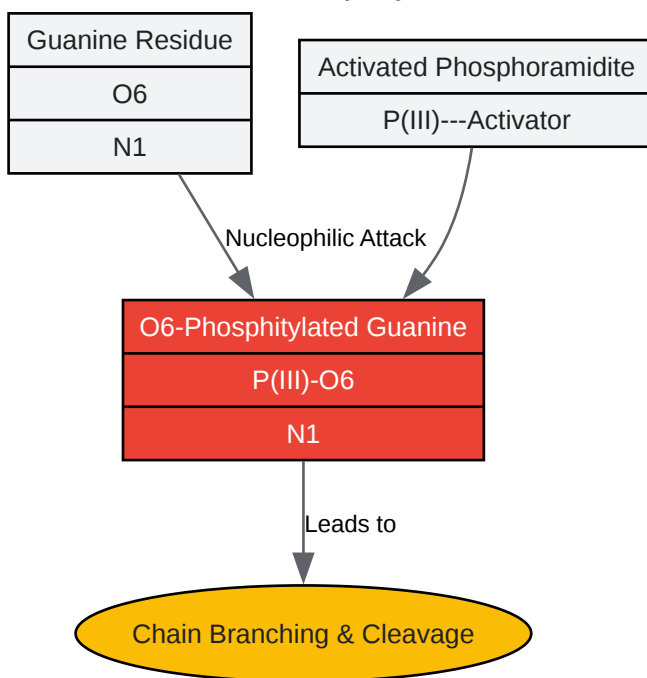 Guanine Residue
O6
N1
Activated Phosphoramidite
P(III)---Activator
Nucleophilic Attack
O6-Phosphitylated Guanine
P(III)-O6
N1
Leads to
Chain Branching & Cleavage